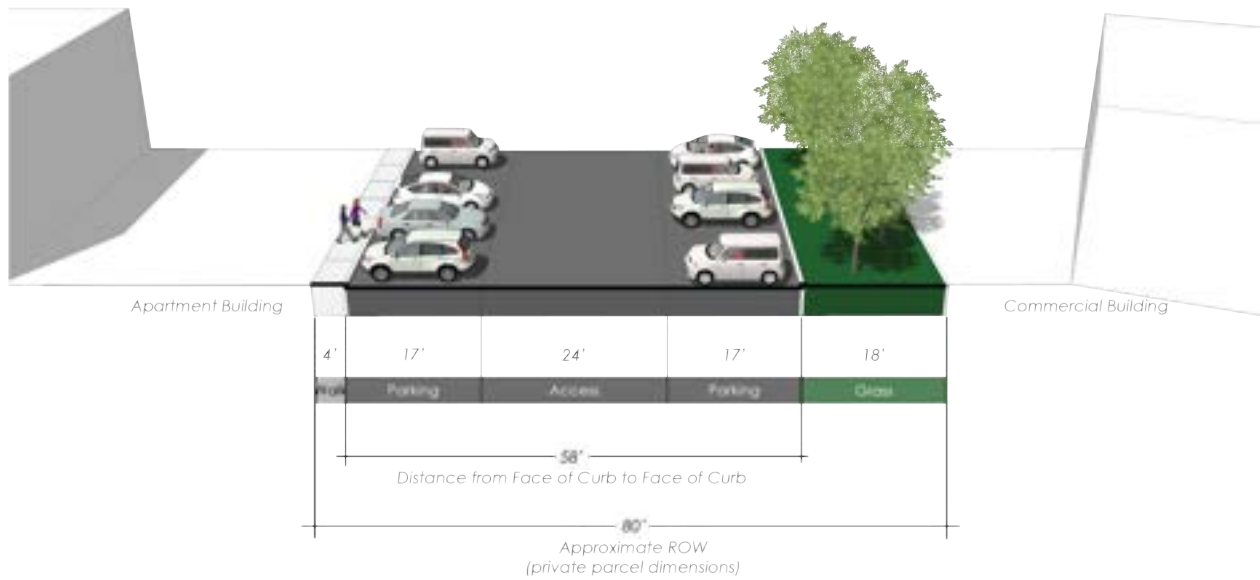 Apartment Building
Commercial Building
4' 17' 24' 17' 18'
Parking Access Parking Grass
58'
Distance from Face of Curb to Face of Curb
80'
Approximate ROW
(private parcel dimensions)